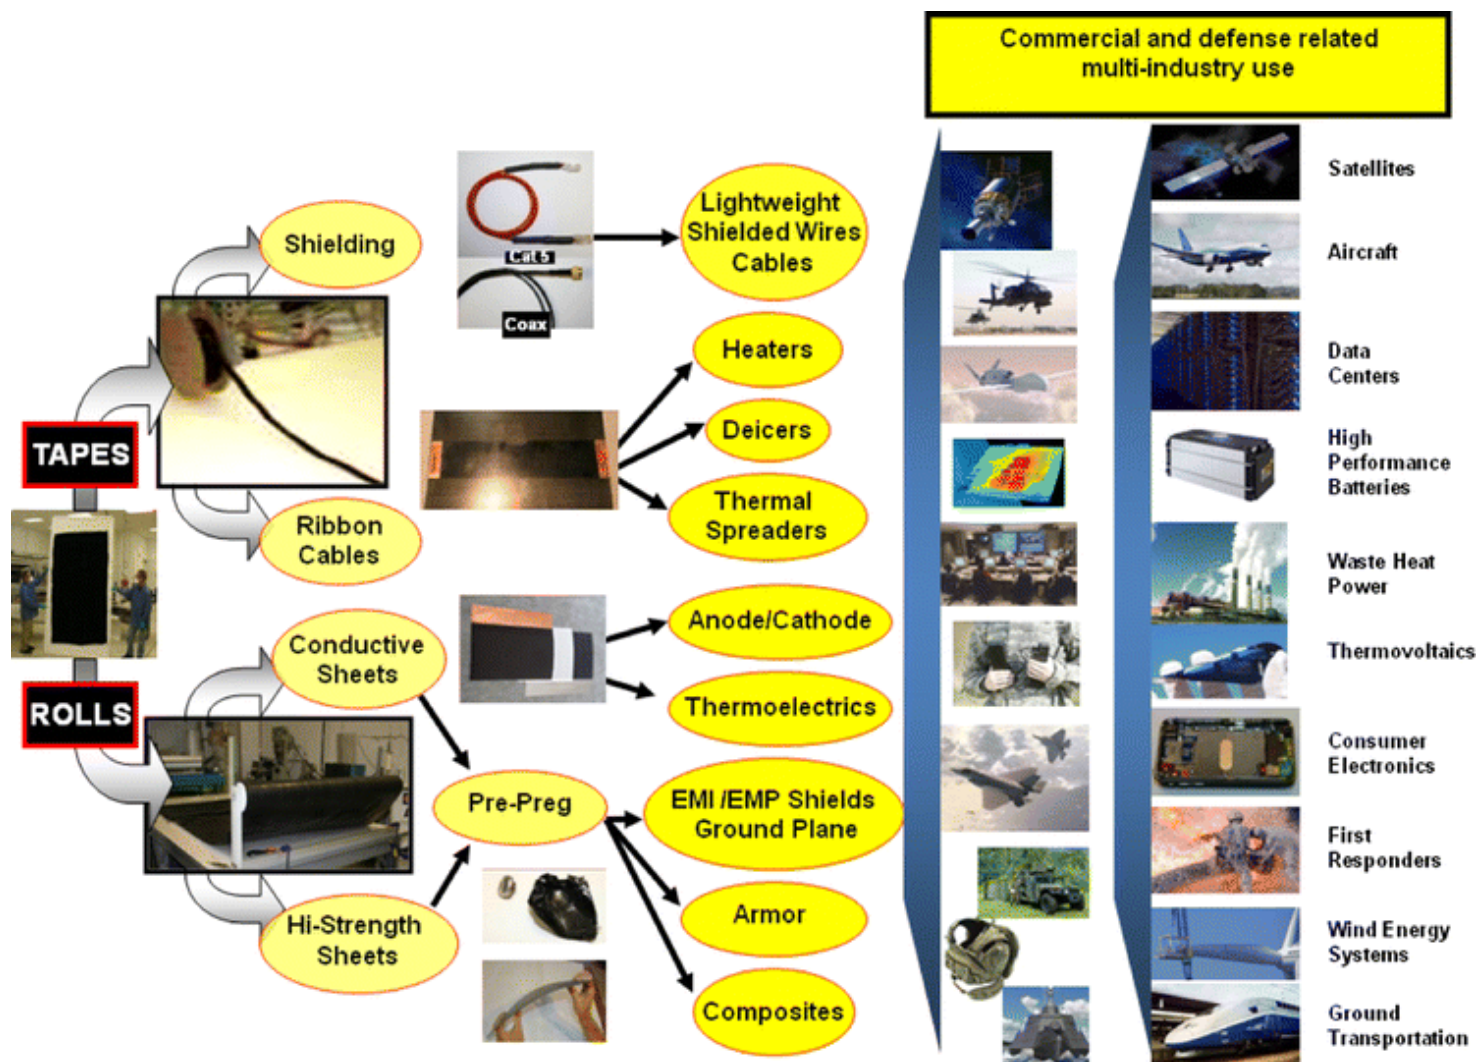 Commercial and defense related
multi-industry use
TAPES
ROLLS
Shielding
Ribbon
Cables
Conductive
Sheets
Hi-Strength
Sheets
Cat 5
Coax
Pre-Preg
Lightweight
Shielded Wires
Cables
Heaters
Deicers
Thermal
Spreaders
Anode/Cathode
Thermoelectrics
EMI /EMP Shields
Ground Plane
Armor
Composites
Satellites
Aircraft
Data
Centers
High
Performance
Batteries
Waste Heat
Power
Thermovoltaics
Consumer
Electronics
First
Responders
Wind Energy
Systems
Ground
Transportation